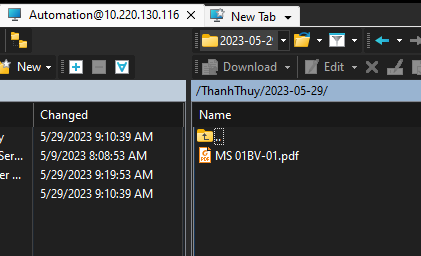 Automation@10.220.130.116
New Tab
2023-05-2
New
Download
Edit
/ThanhThuy/2023-05-29/
Changed
Name
y
5/29/2023 9:10:39 AM
..
Ser...
5/9/2023 8:08:53 AM
MS 01BV-01.pdf
er ...
5/29/2023 9:19:53 AM
5/29/2023 9:10:39 AM